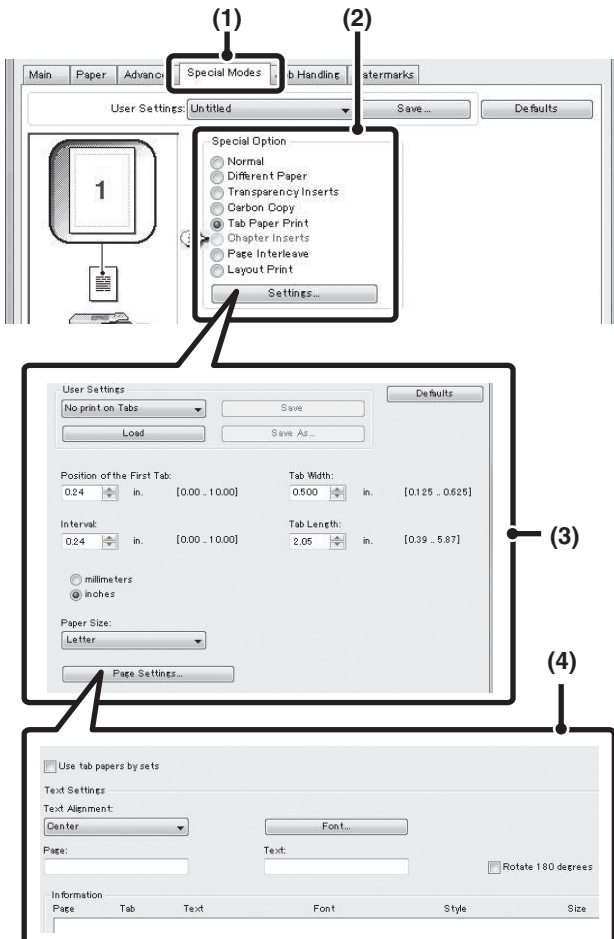 (1) (2)
Main Paper Advanc Special Modes b Handling atermarks
User Settings: Untitled Save... Defaults
1
Special Option
Normal
Different Paper
Transparency Inserts
Carbon Copy
Tab Paper Print
Chapter Inserts
Page Interleave
Layout Print
Settings...
User Settings Defaults
No print on Tabs Save
Load Save As...
Position of the First Tab: Tab Width:
0.24 in. [0.00 .. 10.00] 0.500 in. [0.125 .. 0.625]
Interval: Tab Length:
0.24 in. [0.00 .. 10.00] 2.05 in. [0.39 .. 5.87]
(3)
millimeters
inches
Paper Size:
Letter
Page Settings...
(4)
Use tab papers by sets
Text Settings
Text Alignment:
Center Font...
Page: Text:
Rotate 180 degrees
Information
Page Tab Text Font Style Size